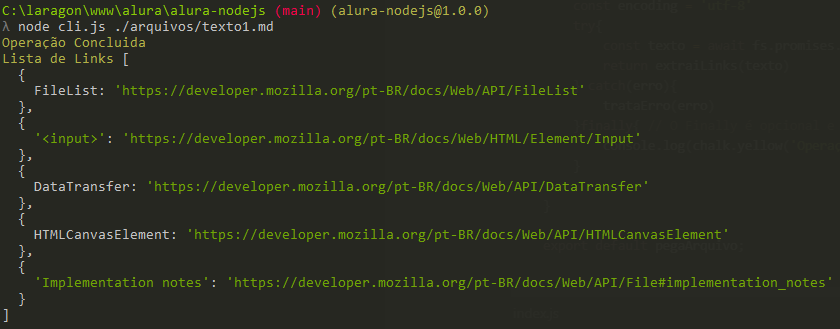 C:\laragon\www\alura\alura-nodejs (main) (alura-nodejs@1.0.0)
λ node cli.js ./arquivos/texto1.md
Operação Concluida
Lista de Links [
  {
    FileList: 'https://developer.mozilla.org/pt-BR/docs/Web/API/FileList'
  },
  {
    '<input>': 'https://developer.mozilla.org/pt-BR/docs/Web/HTML/Element/Input'
  },
  {
    DataTransfer: 'https://developer.mozilla.org/pt-BR/docs/Web/API/DataTransfer'
  },
  {
    HTMLCanvasElement: 'https://developer.mozilla.org/pt-BR/docs/Web/API/HTMLCanvasElement'
  },
  {
    'Implementation notes': 'https://developer.mozilla.org/pt-BR/docs/Web/API/File#implementation_notes'
  }
]